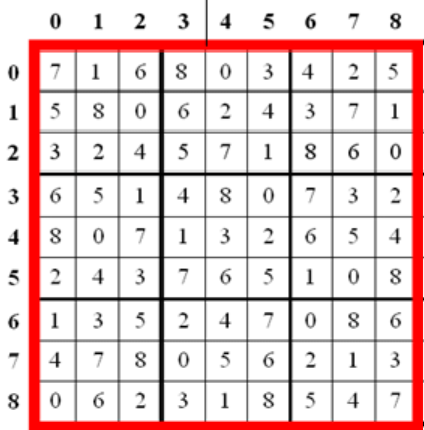 0 1 2 3 4 5 6 7 8
0 7 1 6 8 0 3 4 2 5
1 5 8 0 6 2 4 3 7 1
2 3 2 4 5 7 1 8 6 0
3 6 5 1 4 8 0 7 3 2
4 8 0 7 1 3 2 6 5 4
5 2 4 3 7 6 5 1 0 8
6 1 3 5 2 4 7 0 8 6
7 4 7 8 0 5 6 2 1 3
8 0 6 2 3 1 8 5 4 7